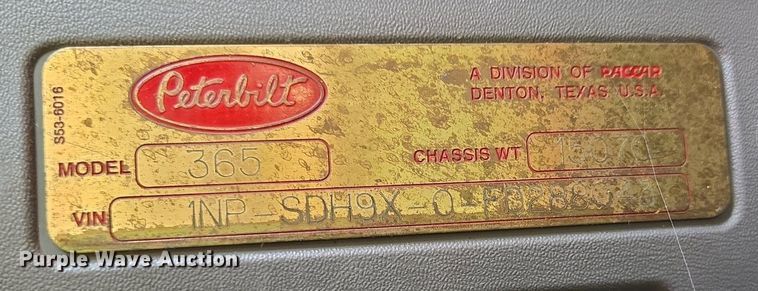 Peterbilt
A DIVISION OF PACCAR
DENTON, TEXAS U.S.A.
S53-6016
MODEL 365
CHASSIS WT
VIN
Purple Wave Auction